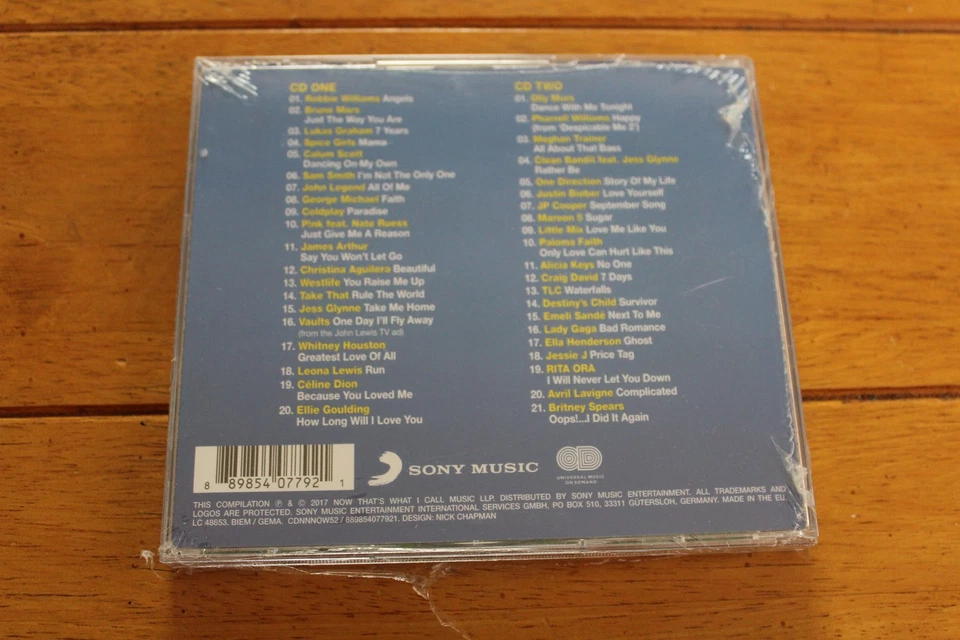 CD ONE
01. Robbie Williams Angels
02. Bruno Mars
Just The Way You Are
03. Lukas Graham 7 Years
04. Spice Girls Mama
05. Calum Scott
Dancing On My Own
06. Sam Smith I'm Not The Only One
07. John Legend All Of Me
08. George Michael Faith
09. Coldplay Paradise
10. P!nk feat. Nate Ruess
Just Give Me A Reason
11. James Arthur
Say You Won't Let Go
12. Christina Aguilera Beautiful
13. Westlife You Raise Me Up
14. Take That Rule The World
15. Jess Glynne Take Me Home
16. Vaults One Day I'll Fly Away
(from the John Lewis TV ad)
17. Whitney Houston
Greatest Love Of All
18. Leona Lewis Run
19. Céline Dion
Because You Loved Me
20. Ellie Goulding
How Long Will I Love You
CD TWO
01. Olly Murs
Dance With Me Tonight
02. Pharrell Williams Happy
(from 'Despicable Me 2')
03. Meghan Trainor
All About That Bass
04. Clean Bandit feat. Jess Glynne
Rather Be
05. One Direction Story Of My Life
06. Justin Bieber Love Yourself
07. JP Cooper September Song
08. Maroon 5 Sugar
09. Little Mix Love Me Like You
10. Paloma Faith
Only Love Can Hurt Like This
11. Alicia Keys No One
12. Craig David 7 Days
13. TLC Waterfalls
14. Destiny's Child Survivor
15. Emeli Sandé Next To Me
16. Lady Gaga Bad Romance
17. Ella Henderson Ghost
18. Jessie J Price Tag
19. RITA ORA
I Will Never Let You Down
20. Avril Lavigne Complicated
21. Britney Spears
Oops!...I Did It Again
8 89854 07792 1
SONY MUSIC
OD
UNIVERSAL MUSIC
ON DEMAND
THIS COMPILATION ℗ & © 2017 NOW THAT'S WHAT I CALL MUSIC LLP. DISTRIBUTED BY SONY MUSIC ENTERTAINMENT. ALL TRADEMARKS AND
LOGOS ARE PROTECTED. SONY MUSIC ENTERTAINMENT INTERNATIONAL SERVICES GMBH, PO BOX 510, 33311 GÜTERSLOH, GERMANY. MADE IN THE EU
LC 48653. BIEM / GEMA. CDNNNOW52 / 889854077921. DESIGN: NICK CHAPMAN